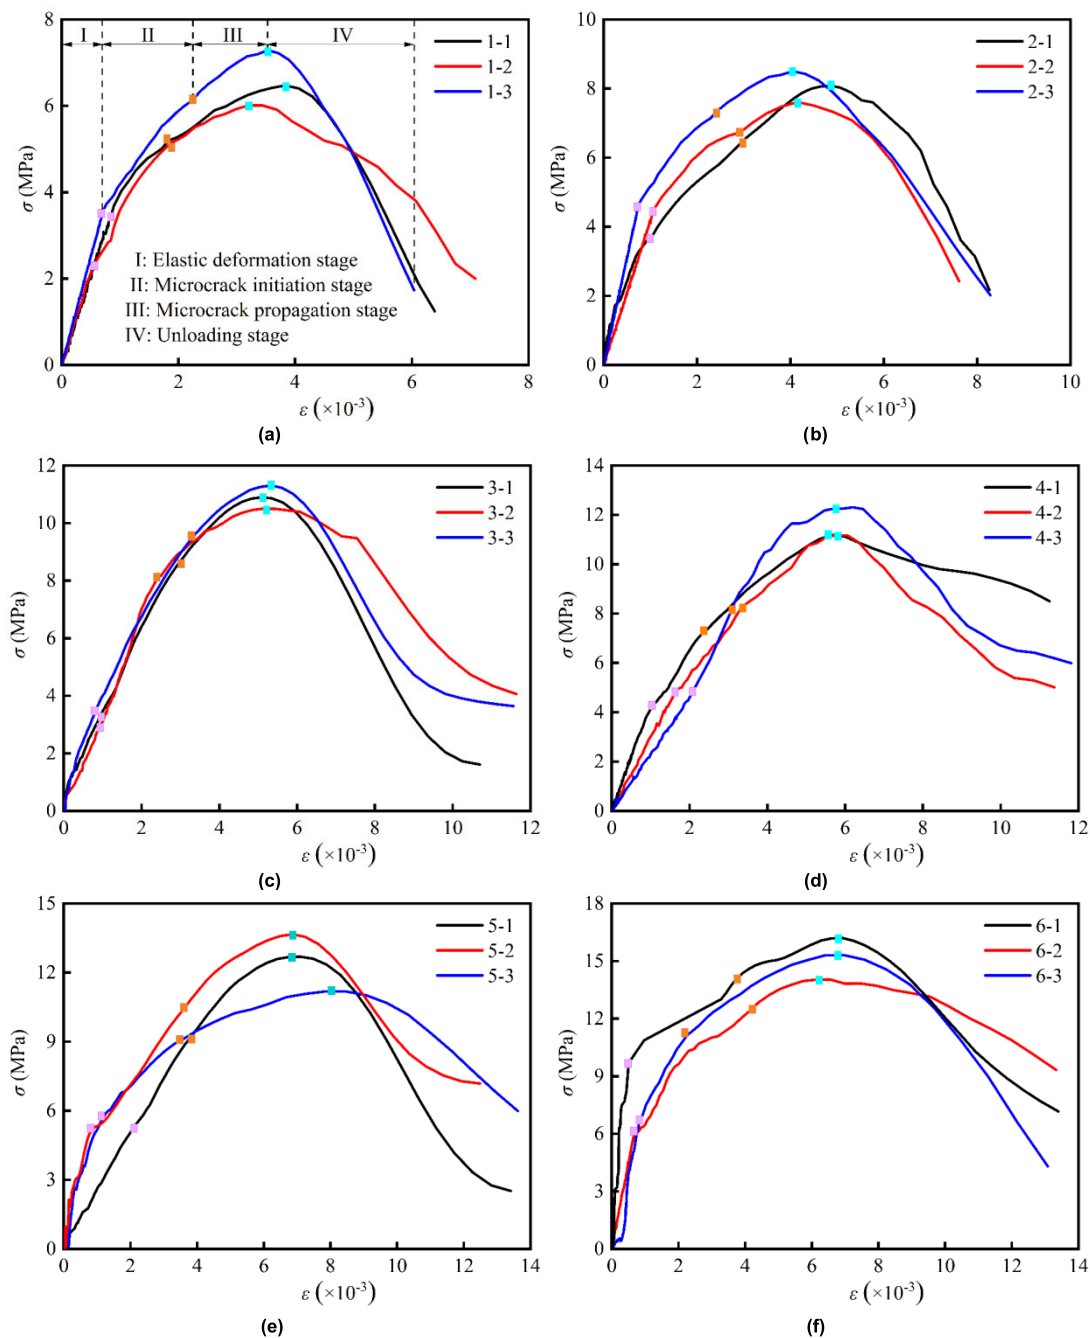 I II III IV
1-1
1-2
1-3
I: Elastic deformation stage
II: Microcrack initiation stage
III: Microcrack propagation stage
IV: Unloading stage
σ (MPa)
0 2 4 6 8
0 2 4 6 8
ε (×10⁻³)
(a)
2-1
2-2
2-3
σ (MPa)
0 2 4 6 8 10
0 2 4 6 8 10
ε (×10⁻³)
(b)
3-1
3-2
3-3
σ (MPa)
0 2 4 6 8 10 12
0 2 4 6 8 10 12
ε (×10⁻³)
(c)
4-1
4-2
4-3
σ (MPa)
0 2 4 6 8 10 12 14
0 2 4 6 8 10 12
ε (×10⁻³)
(d)
5-1
5-2
5-3
σ (MPa)
0 3 6 9 12 15
0 2 4 6 8 10 12 14
ε (×10⁻³)
(e)
6-1
6-2
6-3
σ (MPa)
0 3 6 9 12 15 18
0 2 4 6 8 10 12 14
ε (×10⁻³)
(f)